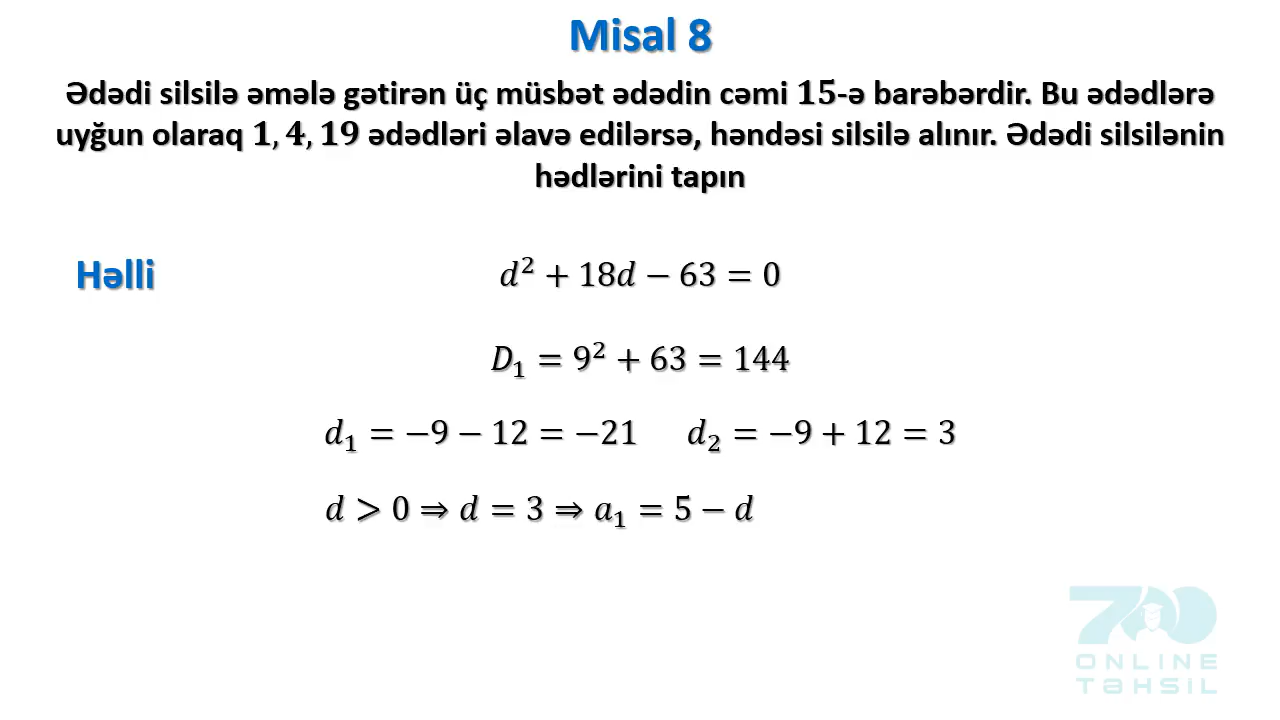 Misal 8
Ədədi silsilə əmələ gətirən üç müsbət ədədin cəmi 15-ə barəbərdir. Bu ədədlərə
uyğun olaraq 1, 4, 19 ədədləri əlavə edilərsə, həndəsi silsilə alınır. Ədədi silsilənin
hədlərini tapın
Həlli
d² + 18d − 63 = 0
D₁ = 9² + 63 = 144
d₁ = −9 − 12 = −21 d₂ = −9 + 12 = 3
d > 0 ⇒ d = 3 ⇒ a₁ = 5 − d
700
ONLINE
TƏHSİL